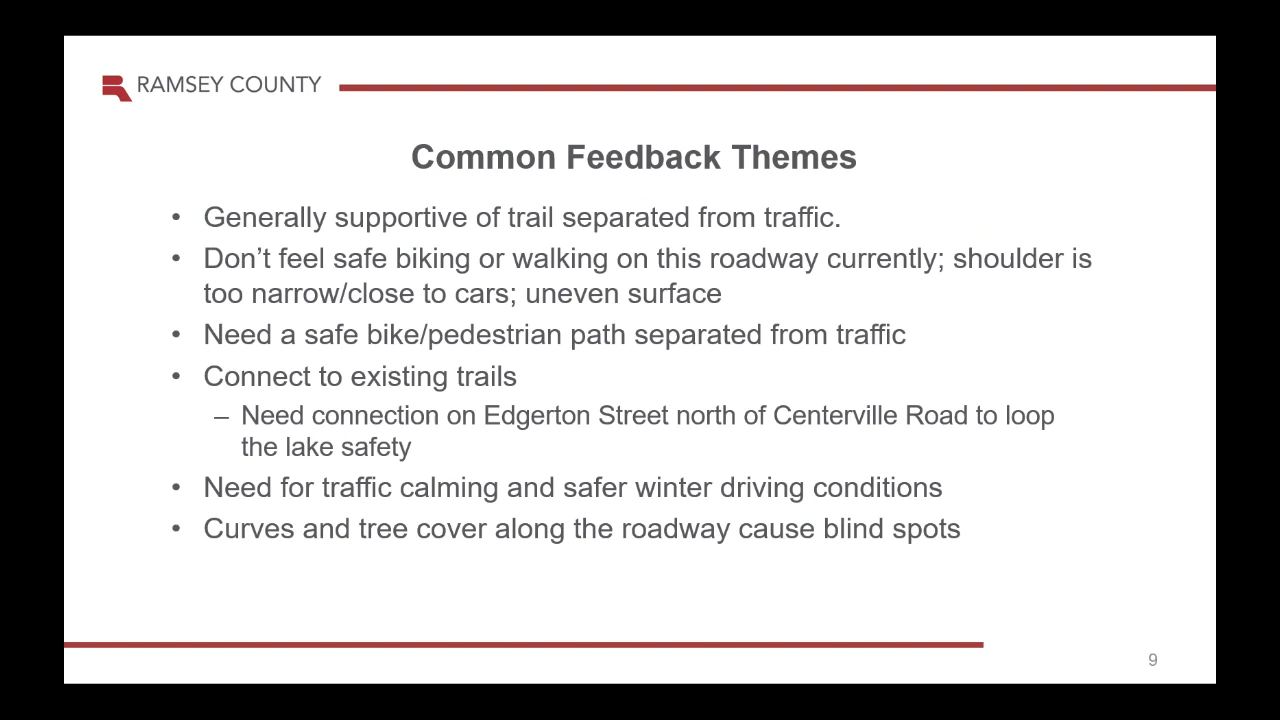 RAMSEY COUNTY
Common Feedback Themes
• Generally supportive of trail separated from traffic.
• Don’t feel safe biking or walking on this roadway currently; shoulder is
too narrow/close to cars; uneven surface
• Need a safe bike/pedestrian path separated from traffic
• Connect to existing trails
– Need connection on Edgerton Street north of Centerville Road to loop
the lake safety
• Need for traffic calming and safer winter driving conditions
• Curves and tree cover along the roadway cause blind spots
9